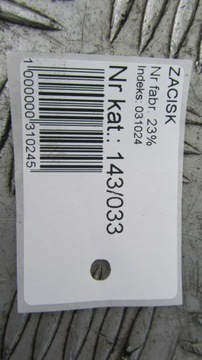 ZACISK
Nr fabr. 23%
Indeks: 031024
Nr kat.: 143/033
1000000310245